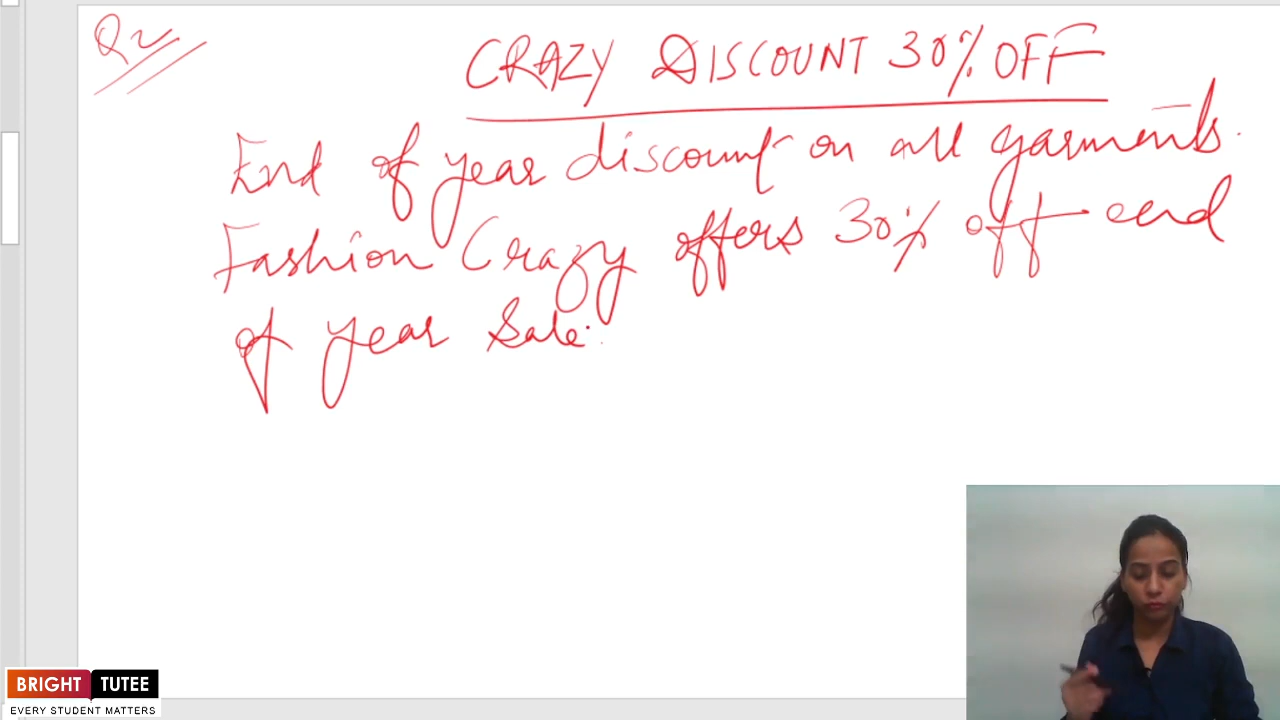 Q2
CRAZY DISCOUNT 30% OFF
End of year discount on all garments.
Fashion Crazy offers 30% off end
of year Sale.
BRIGHT TUTEE
EVERY STUDENT MATTERS